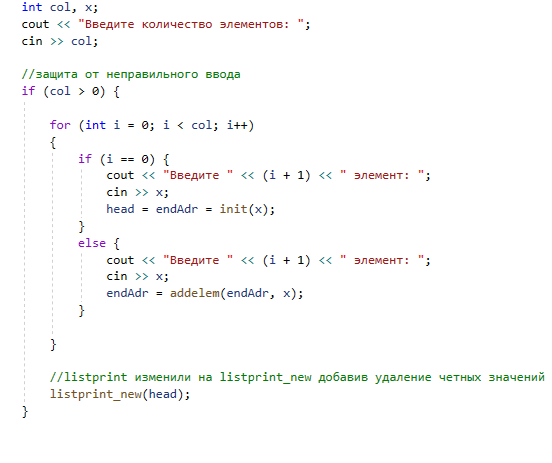 int col, x;
cout << "Введите количество элементов: ";
cin >> col;
//защита от неправильного ввода
if (col > 0) {
for (int i = 0; i < col; i++)
{
if (i == 0) {
cout << "Введите " << (i + 1) << " элемент: ";
cin >> x;
head = endAdr = init(x);
}
else {
cout << "Введите " << (i + 1) << " элемент: ";
cin >> x;
endAdr = addelem(endAdr, x);
}
}
//listprint изменили на listprint_new добавив удаление четных значений
listprint_new(head);
}